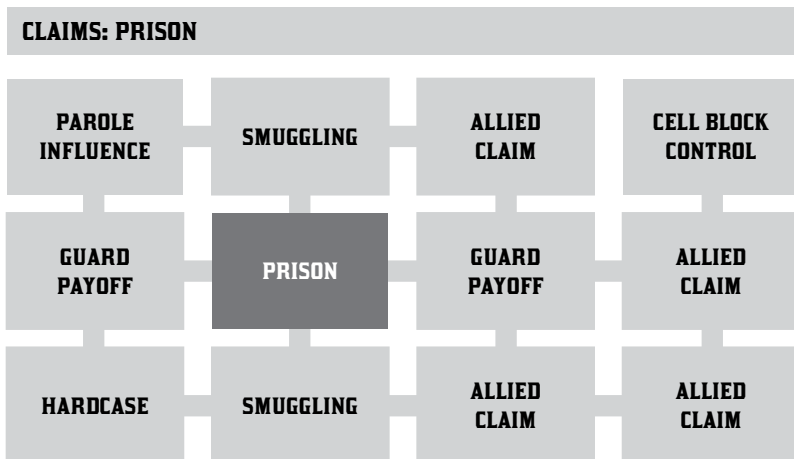 CLAIMS: PRISON
PAROLE
INFLUENCE
SMUGGLING
ALLIED
CLAIM
CELL BLOCK
CONTROL
GUARD
PAYOFF
PRISON
GUARD
PAYOFF
ALLIED
CLAIM
HARDCASE
SMUGGLING
ALLIED
CLAIM
ALLIED
CLAIM